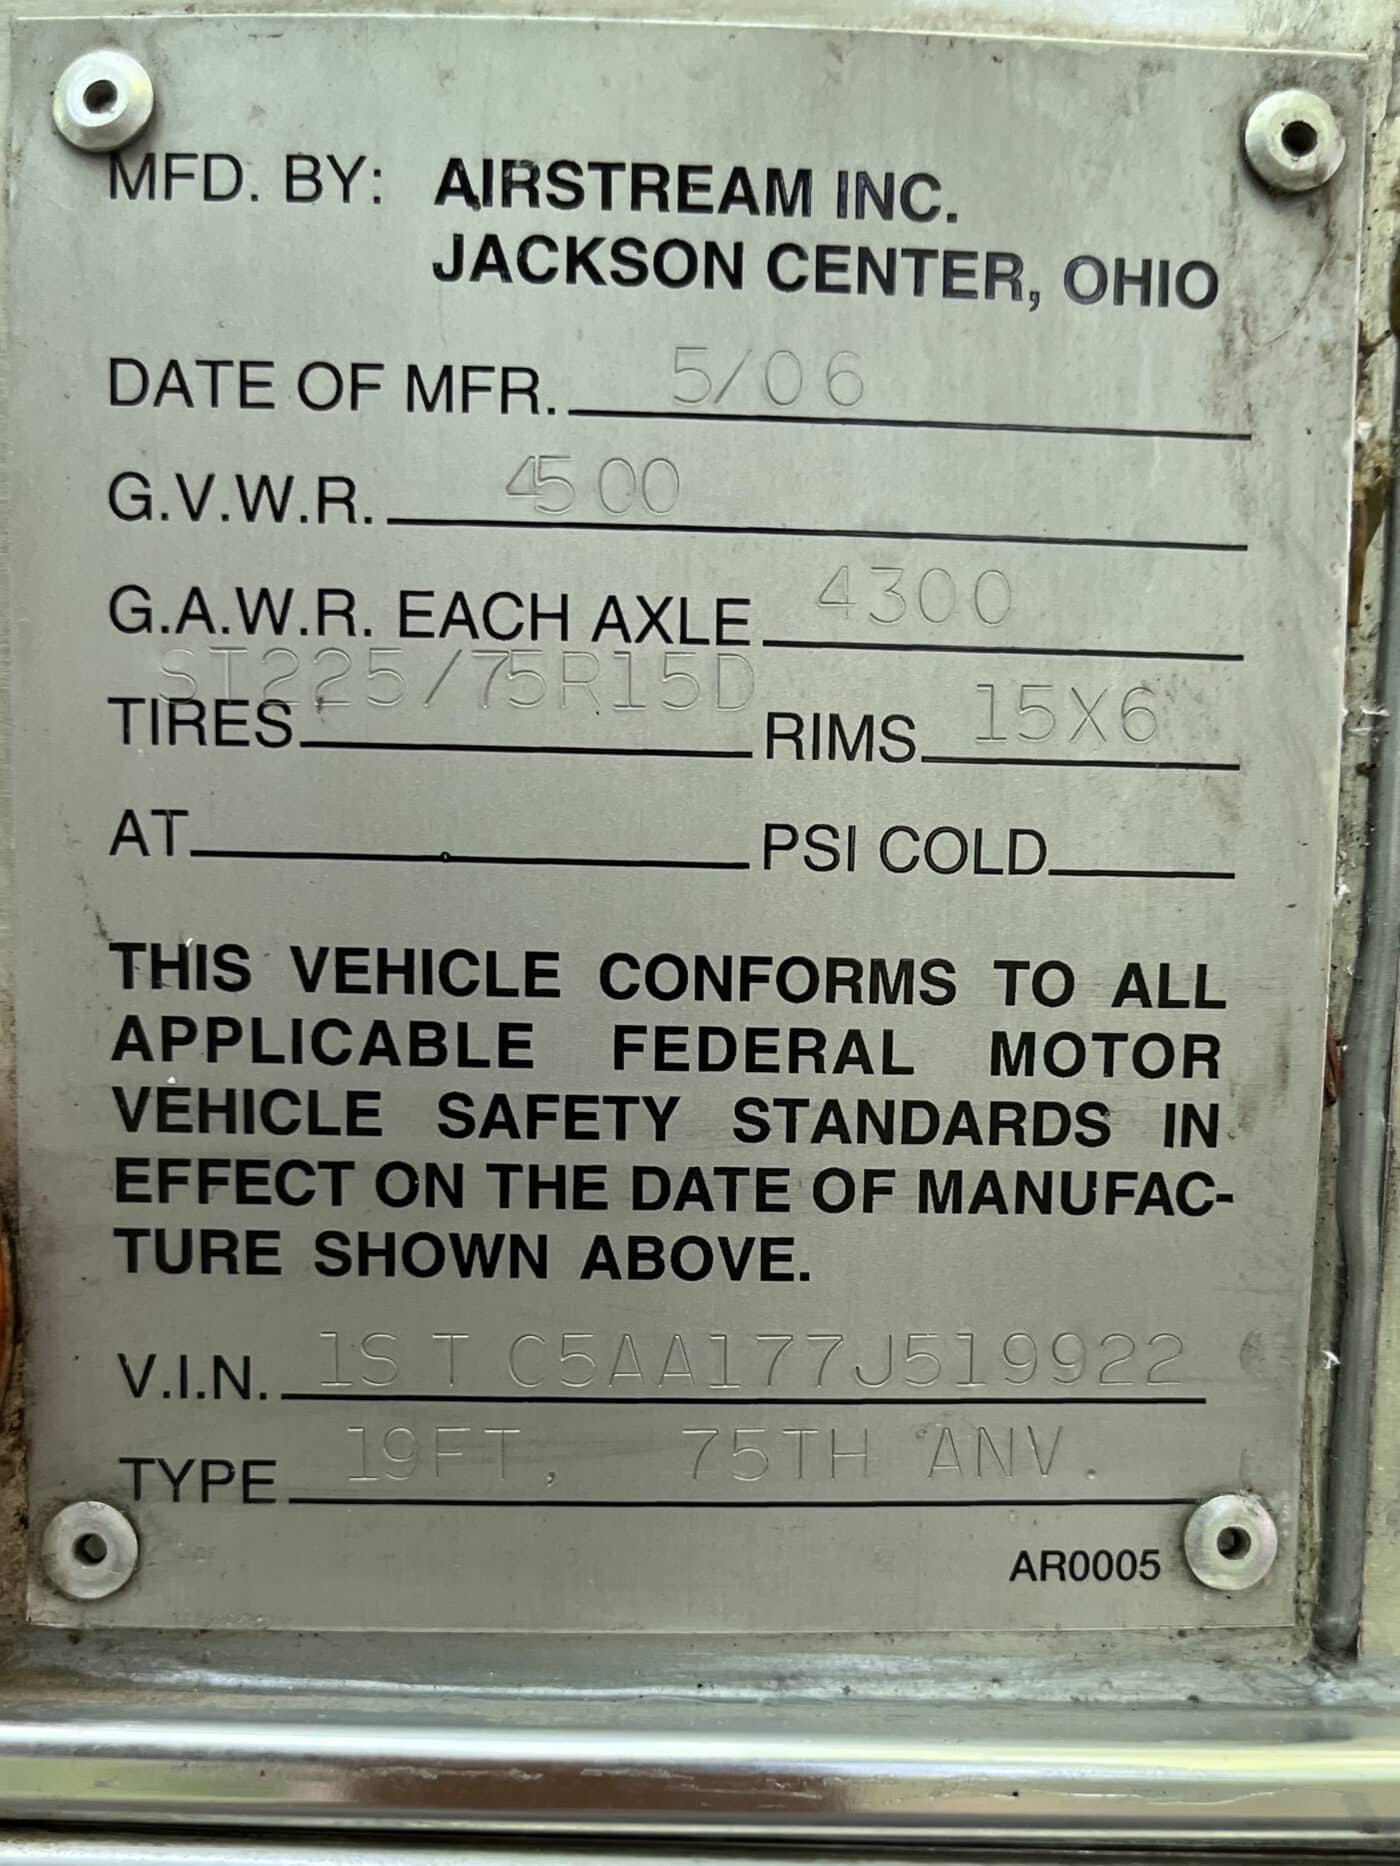 MFD. BY: AIRSTREAM INC.
JACKSON CENTER, OHIO
DATE OF MFR. 5/06
G.V.W.R. 4500
G.A.W.R. EACH AXLE 4300
TIRES ST225/75R15D RIMS 15X6
AT PSI COLD
THIS VEHICLE CONFORMS TO ALL
APPLICABLE FEDERAL MOTOR
VEHICLE SAFETY STANDARDS IN
EFFECT ON THE DATE OF MANUFAC-
TURE SHOWN ABOVE.
V.I.N. 1STC5AA177J519922
TYPE 19FT, 75TH ANV.
AR0005